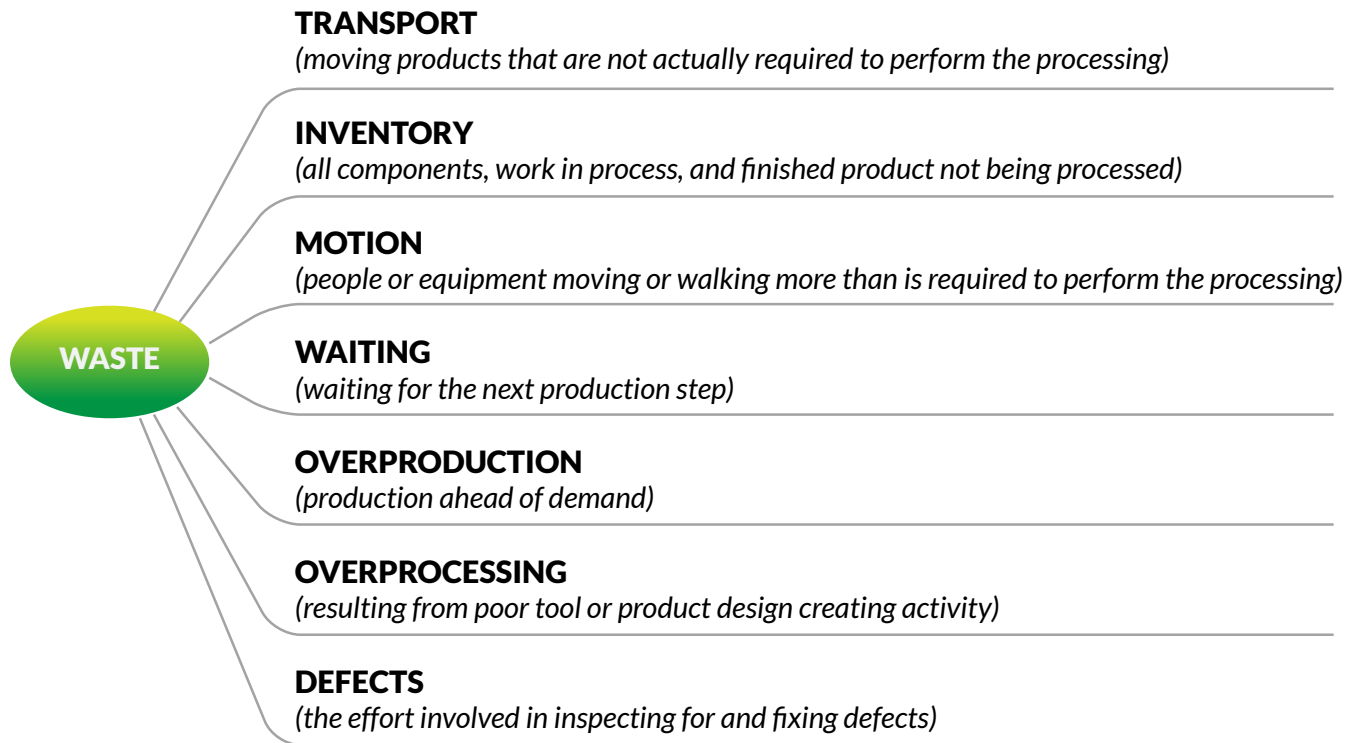 TRANSPORT
(moving products that are not actually required to perform the processing)
INVENTORY
(all components, work in process, and finished product not being processed)
MOTION
(people or equipment moving or walking more than is required to perform the processing)
WASTE
WAITING
(waiting for the next production step)
OVERPRODUCTION
(production ahead of demand)
OVERPROCESSING
(resulting from poor tool or product design creating activity)
DEFECTS
(the effort involved in inspecting for and fixing defects)